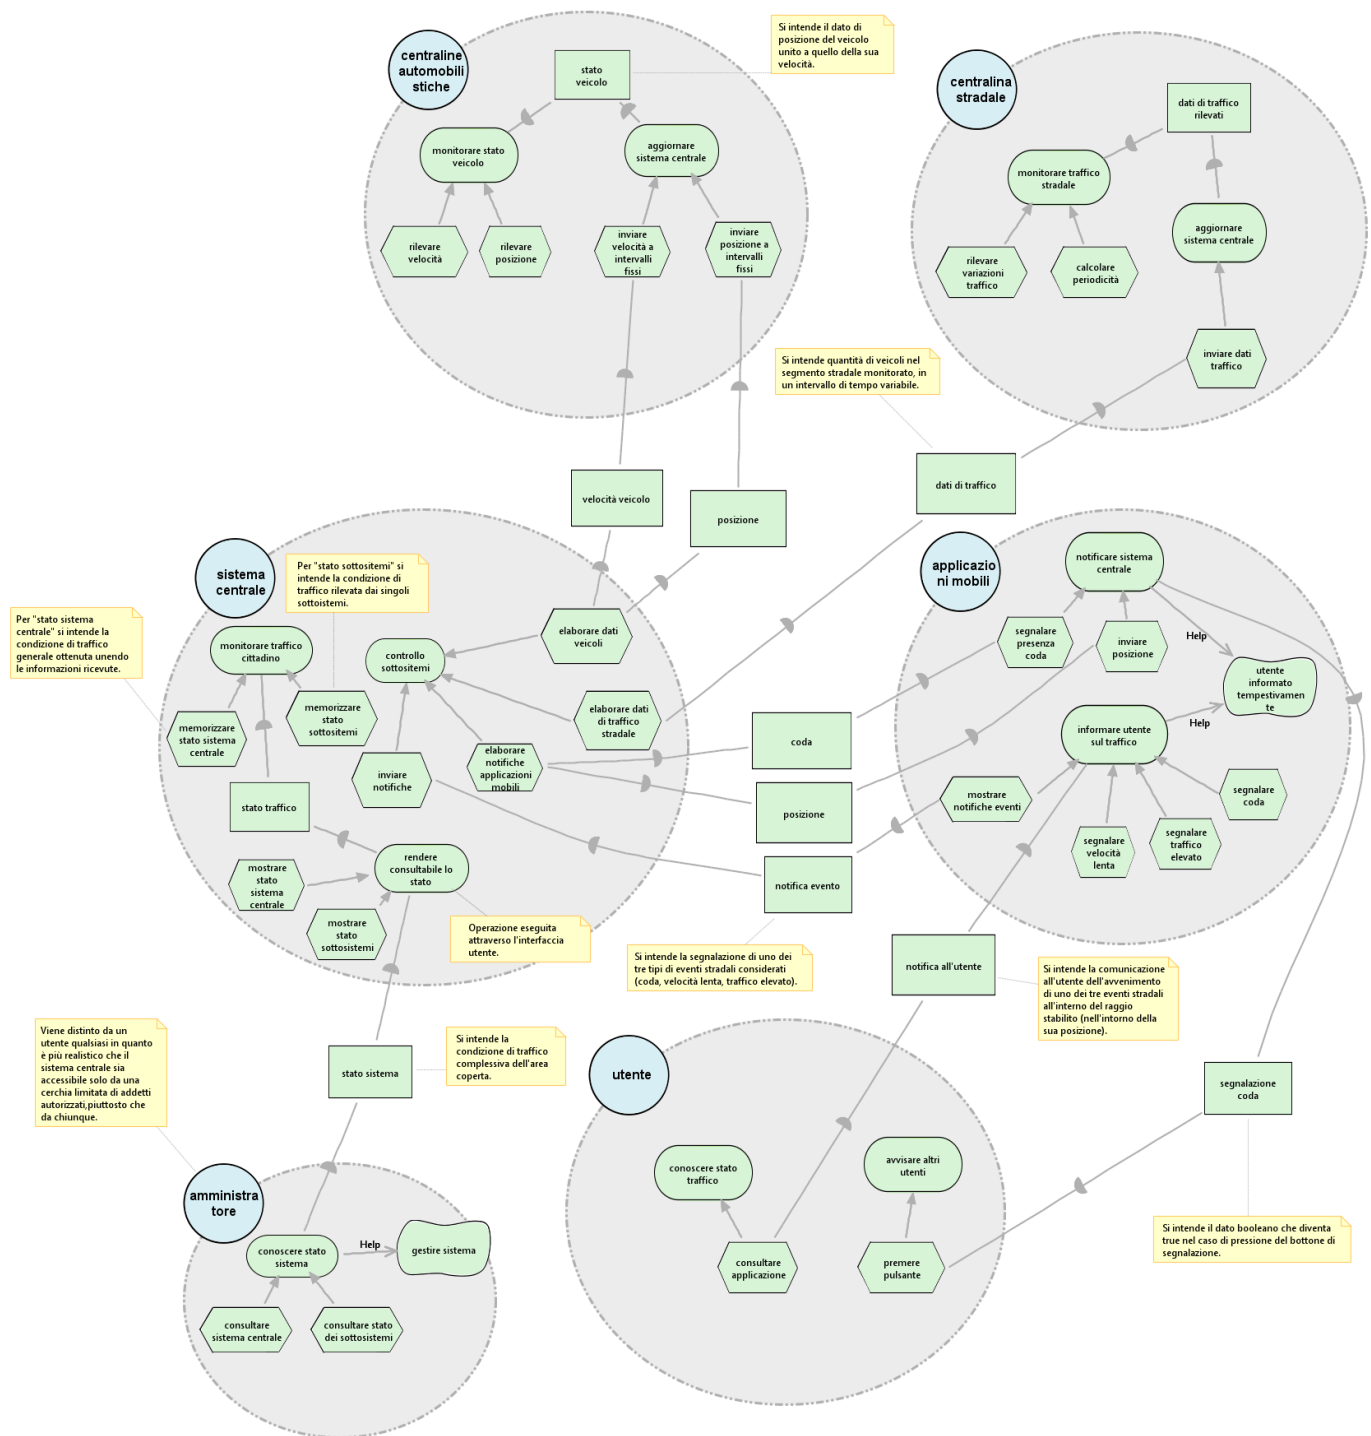 centraline
automobili
stiche
stato
veicolo
Si intende il dato di
posizione del veicolo
unito a quello della sua
velocità.
monitorare stato
veicolo
aggiornare
sistema centrale
rilevare
velocità
rilevare
posizione
inviare
velocità a
intervalli
fissi
inviare
posizione a
intervalli
fissi
centralina
stradale
dati di traffico
rilevati
monitorare traffico
stradale
aggiornare
sistema centrale
rilevare
variazioni
traffico
calcolare
periodicità
inviare dati
traffico
Si intende quantità di veicoli nel
segmento stradale monitorato, in
un intervallo di tempo variabile.
velocità veicolo
posizione
dati di traffico
sistema
centrale
Per "stato sottositemi" si
intende la condizione di
traffico rilevata dai singoli
sottoistemi.
Per "stato sistema
centrale" si intende la
condizione di traffico
generale ottenuta unendo
le informazioni ricevute.
monitorare traffico
cittadino
controllo
sottositemi
elaborare dati
veicoli
memorizzare
stato sistema
centrale
memorizzare
stato
sottositemi
elaborare dati
di traffico
stradale
inviare
notifiche
elaborare
notifiche
applicazioni
mobili
stato traffico
rendere
consultabile lo
stato
mostrare
stato
sistema
centrale
mostrare
stato
sottosistemi
Operazione eseguita
attraverso l'interfaccia
utente.
coda
posizione
notifica evento
Si intende la segnalazione di uno dei
tre tipi di eventi stradali considerati
(coda, velocità lenta, traffico elevato).
applicazio
ni mobili
notificare sistema
centrale
segnalare
presenza
coda
inviare
posizione
Help
utente
informato
tempestivame
nte
informare utente
sul traffico
Help
mostrare
notifiche eventi
segnalare
coda
segnalare
velocità
lenta
segnalare
traffico
elevato
notifica all'utente
Si intende la comunicazione
all'utente dell'avvenimento
di uno dei tre eventi stradali
all'interno del raggio
stabilito (nell'intorno della
sua posizione).
Viene distinto da un
utente qualsiasi in quanto
è più realistico che il
sistema centrale sia
accessibile solo da una
cerchia limitata di addetti
autorizzati,piuttosto che
da chiunque.
stato sistema
Si intende la
condizione di traffico
complessiva dell'area
coperta.
utente
segnalazione
coda
conoscere stato
traffico
avvisare altri
utenti
consultare
applicazione
premere
pulsante
Si intende il dato booleano che diventa
true nel caso di pressione del bottone di
segnalazione.
amministra
tore
conoscere stato
sistema
Help
gestire sistema
consultare
sistema centrale
consultare stato
dei sottosistemi